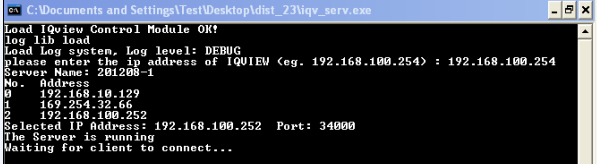 C:\Documents and Settings\Test\Desktop\dist_23\iqv_serv.exe
Load IQview Control Module OK!
log lib load
Load Log system, Log level: DEBUG
please enter the ip address of IQVIEW (eg. 192.168.100.254) : 192.168.100.254
Server Name: 201208-1
No.  Address
0    192.168.10.129
1    169.254.32.66
2    192.168.100.252
Selected IP Address: 192.168.100.252  Port: 34000
The Server is running
Waiting for client to connect...